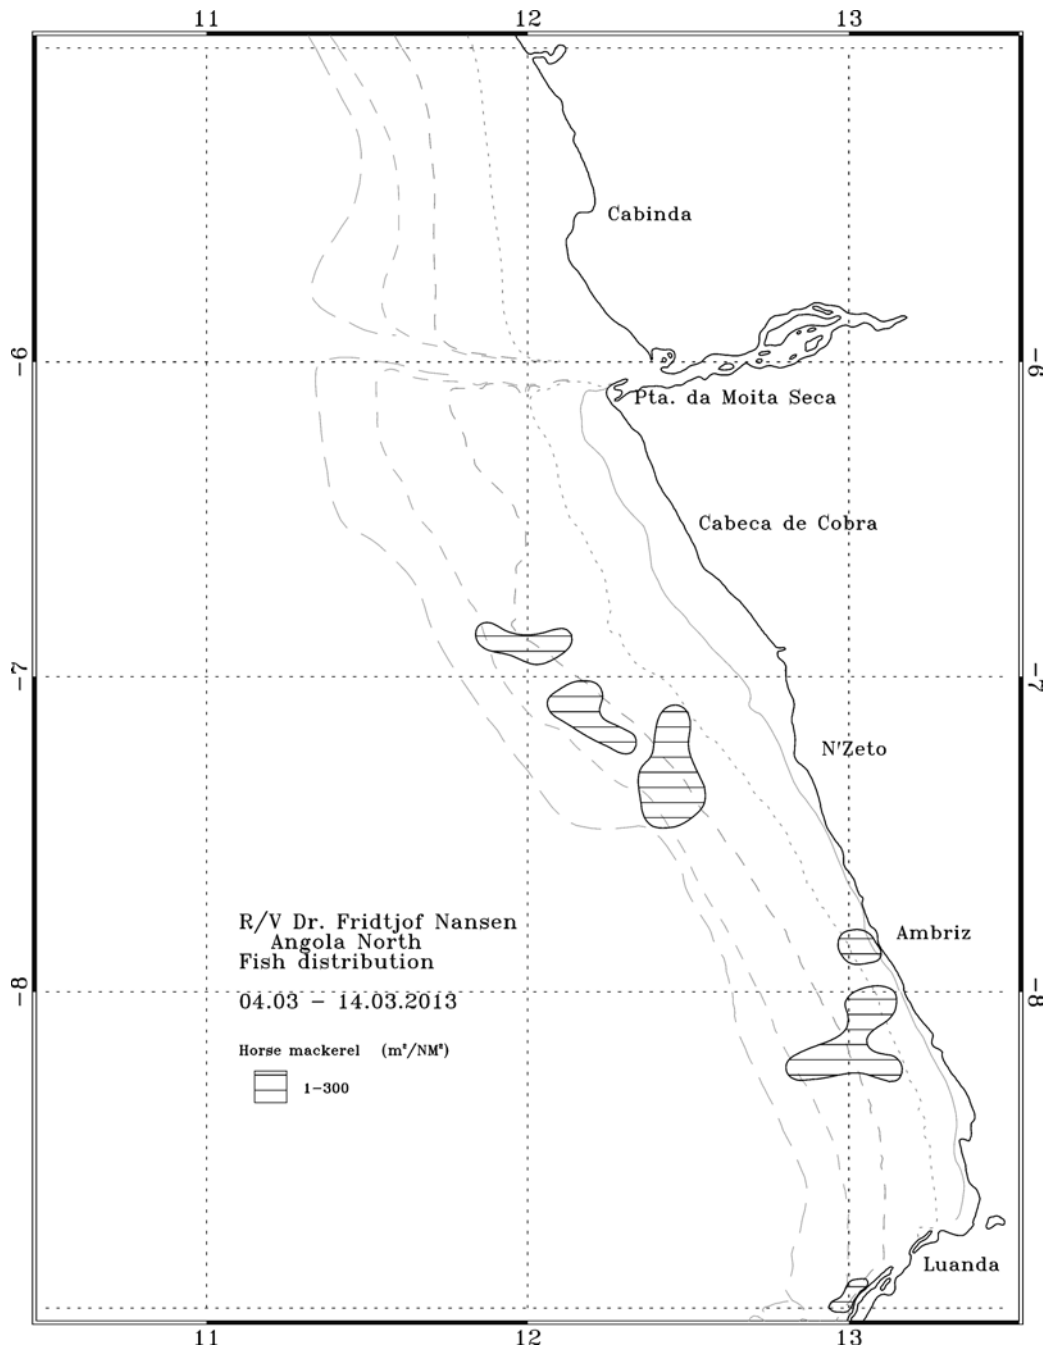 11 12 13
Cabinda
-6 -6
Pta. da Moita Seca
Cabeca de Cobra
-7 -7
N'Zeto
R/V Dr. Fridtjof Nansen
Angola North
Fish distribution
Ambriz
04.03 - 14.03.2013
-8 -8
Horse mackerel (m²/NM²)
1-300
Luanda
11 12 13